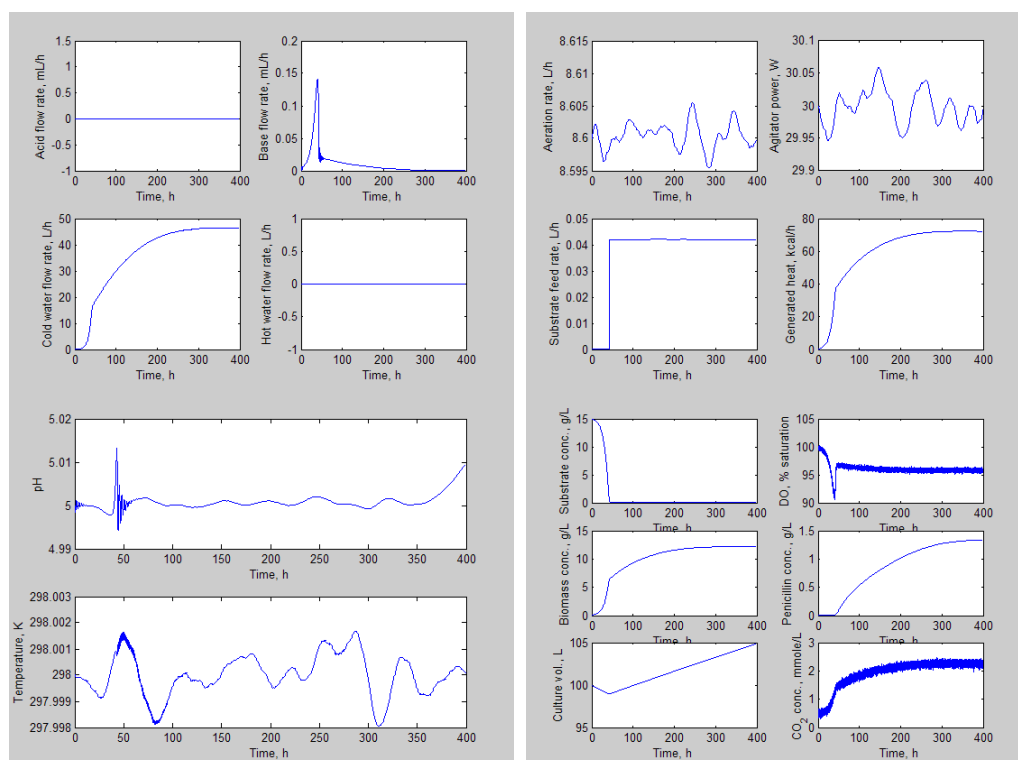 Acid flow rate, mL/h
1.5
1
0.5
0
-0.5
-1
0 100 200 300 400
Time, h
Base flow rate, mL/h
0.2
0.15
0.1
0.05
0
0 100 200 300 400
Time, h
Cold water flow rate, L/h
50
40
30
20
10
0
0 100 200 300 400
Time, h
Hot water flow rate, L/h
1
0.5
0
-0.5
-1
0 100 200 300 400
Time, h
pH
5.02
5.01
5
4.99
0 50 100 150 200 250 300 350 400
Time, h
Temperature, K
298.003
298.002
298.001
298
297.999
297.998
0 50 100 150 200 250 300 350 400
Time, h
Aeration rate, L/h
8.615
8.61
8.605
8.6
8.595
0 100 200 300 400
Time, h
Agitator power, W
30.1
30.05
30
29.95
29.9
0 100 200 300 400
Time, h
Substrate feed rate, L/h
0.05
0.04
0.03
0.02
0.01
0
0 100 200 300 400
Time, h
Generated heat, kcal/h
80
60
40
20
0
0 100 200 300 400
Time, h
Substrate conc., g/L
15
10
5
0
0 100 200 300 400
Time, h
DO, % saturation
105
100
95
90
0 100 200 300 400
Time, h
Biomass conc., g/L
15
10
5
0
0 100 200 300 400
Time, h
Penicillin conc., g/L
1.5
1
0.5
0
0 100 200 300 400
Time, h
Culture vol., L
105
100
95
0 100 200 300 400
Time, h
CO2 conc., mmole/L
3
2
1
0
0 100 200 300 400
Time, h